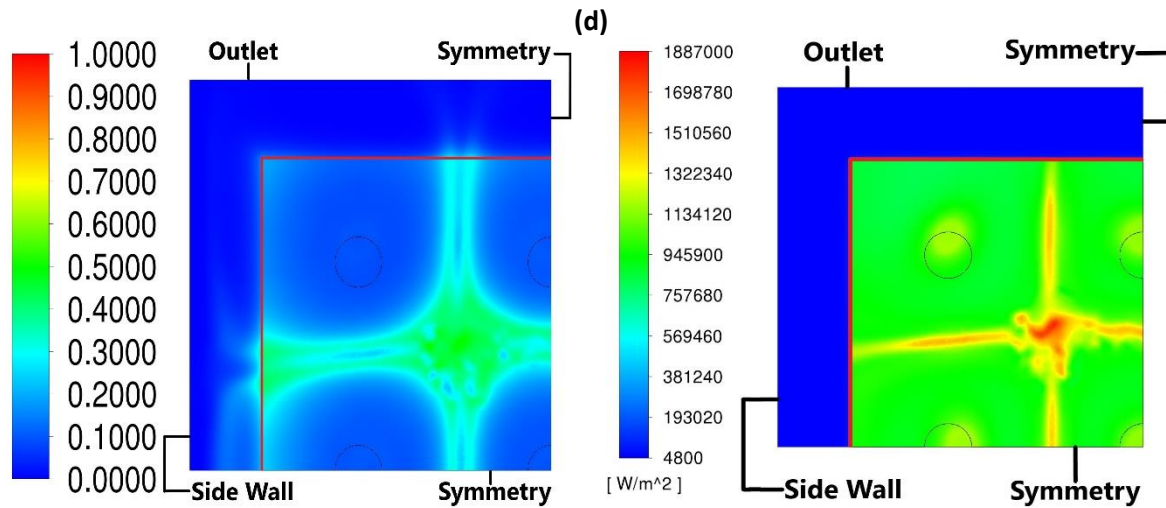 (d)
Outlet
Symmetry
1.0000
0.9000
0.8000
0.7000
0.6000
0.5000
0.4000
0.3000
0.2000
0.1000
0.0000
Side Wall
Symmetry
1887000
1698780
1510560
1322340
1134120
945900
757680
569460
381240
193020
4800
[ W/m^2 ]
Outlet
Symmetry
Side Wall
Symmetry